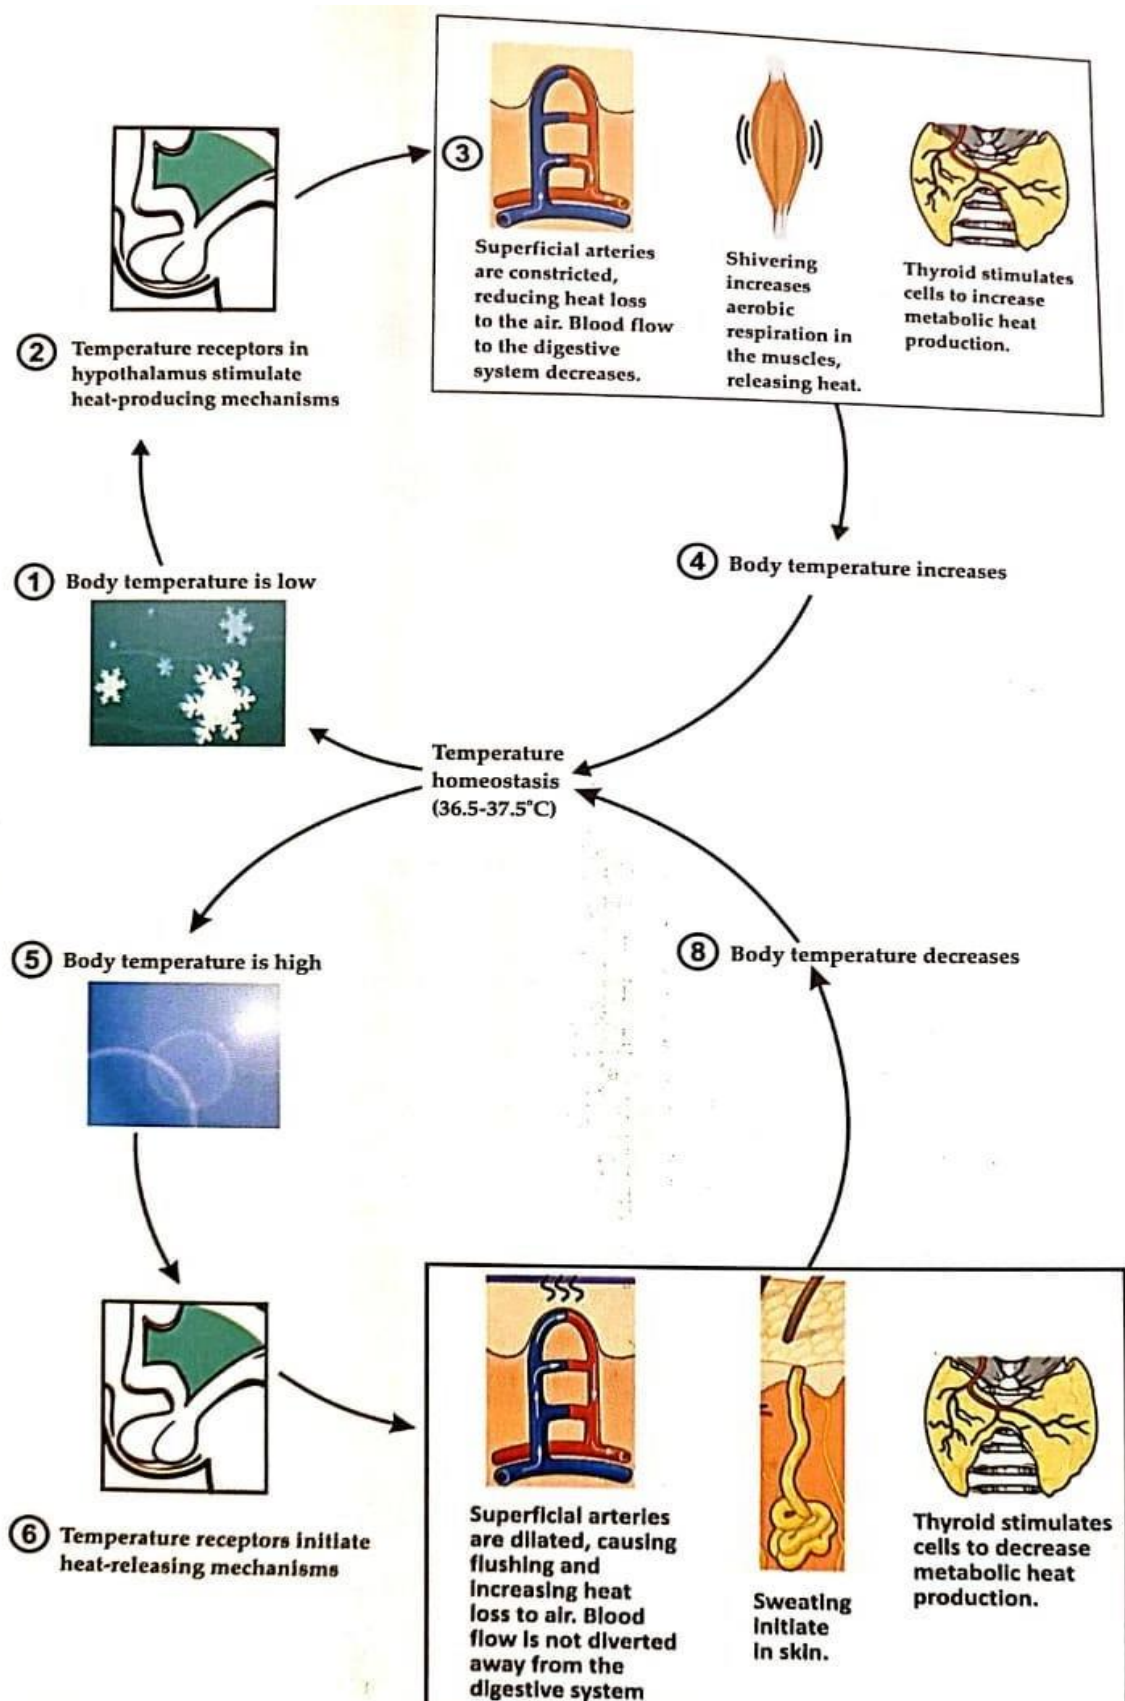 3
Superficial arteries
are constricted,
reducing heat loss
to the air. Blood flow
to the digestive
system decreases.
Shivering
increases
aerobic
respiration in
the muscles,
releasing heat.
Thyroid stimulates
cells to increase
metabolic heat
production.
2 Temperature receptors in
hypothalamus stimulate
heat-producing mechanisms
1 Body temperature is low
4 Body temperature increases
Temperature
homeostasis
(36.5-37.5°C)
5 Body temperature is high
8 Body temperature decreases
6 Temperature receptors initiate
heat-releasing mechanisms
Superficial arteries
are dilated, causing
flushing and
increasing heat
loss to air. Blood
flow is not diverted
away from the
digestive system
Sweating
initiate
in skin.
Thyroid stimulates
cells to decrease
metabolic heat
production.